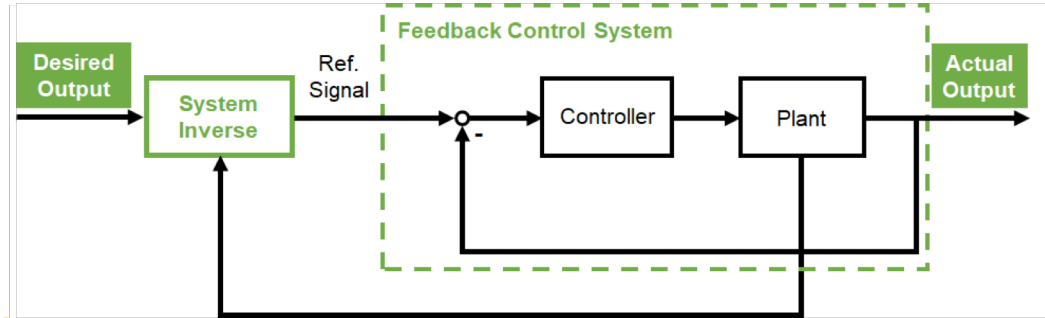 Feedback Control System
Desired
Output
System
Inverse
Ref.
Signal
-
Controller
Plant
Actual
Output